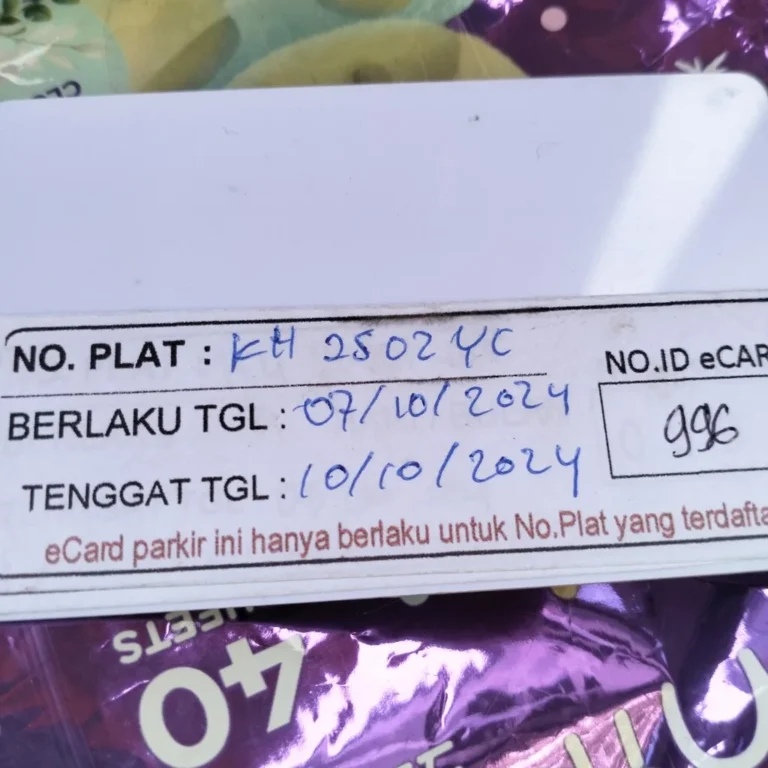 NO. PLAT : KH 2502 YC
NO.ID eCAR
BERLAKU TGL : 07/10/2024
996
TENGGAT TGL : 10/10/2024
eCard parkir ini hanya berlaku untuk No.Plat yang terdafta
40